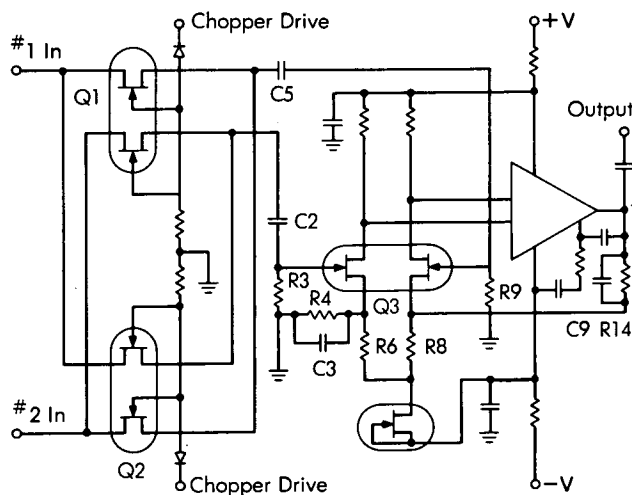 Chopper Drive
+V
#1 In
Q1
C5
Output
C2
R3
R4
Q3
R9
C3
R6
R8
C9 R14
#2 In
Q2
Chopper Drive
-V